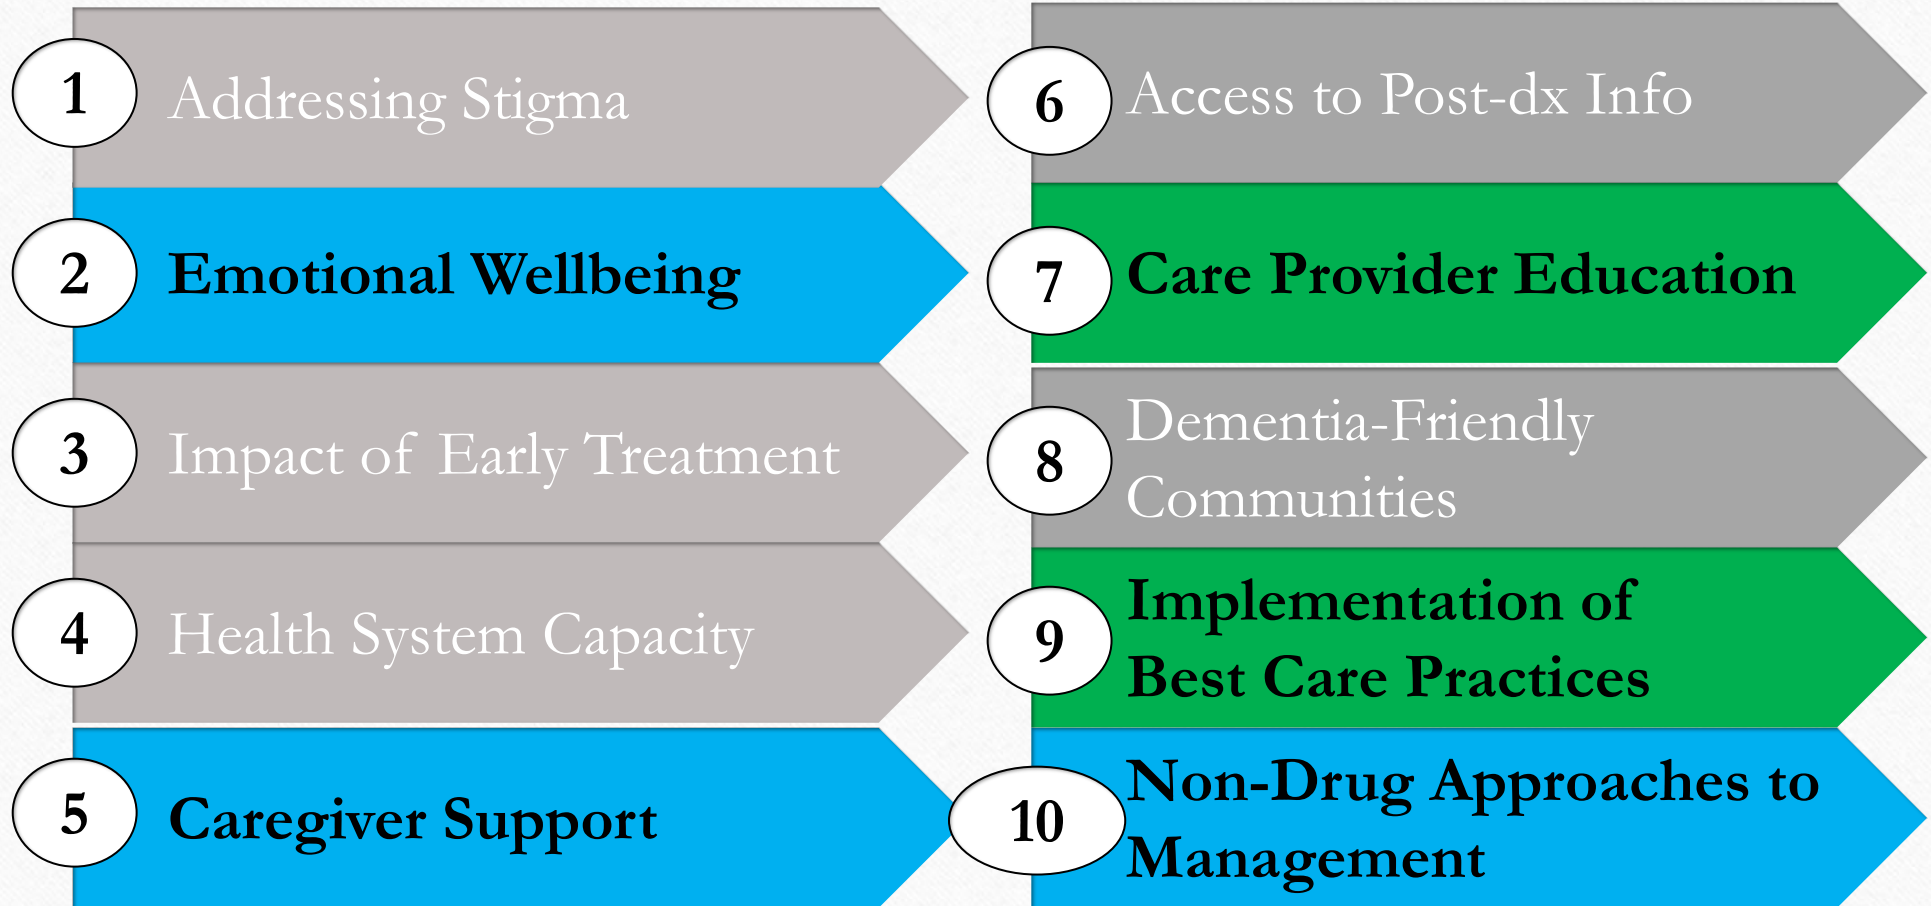 1
Addressing Stigma
2
Emotional Wellbeing
3
Impact of Early Treatment
4
Health System Capacity
5
Caregiver Support
6
Access to Post-dx Info
7
Care Provider Education
8
Dementia-Friendly
Communities
9
Implementation of
Best Care Practices
10
Non-Drug Approaches to
Management